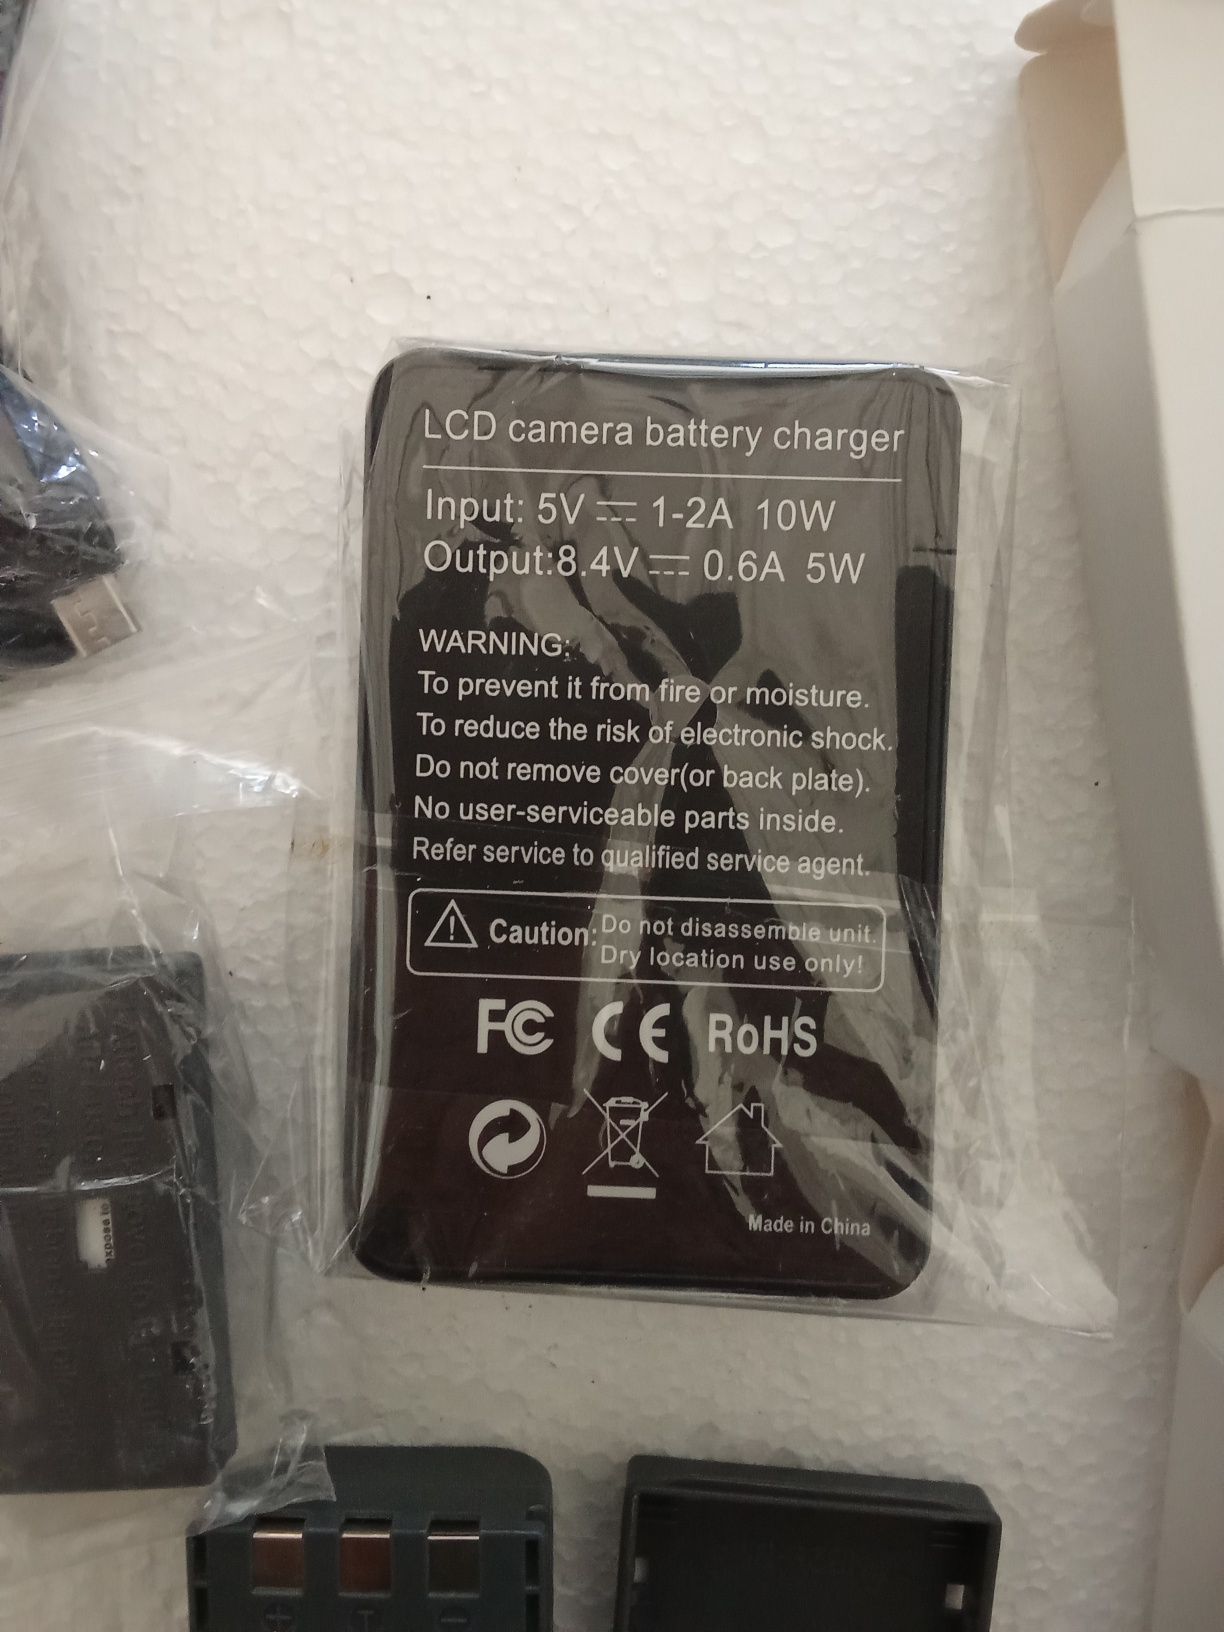 LCD camera battery charger
Input: 5V ⎓ 1-2A 10W
Output:8.4V ⎓ 0.6A 5W
WARNING:
To prevent it from fire or moisture.
To reduce the risk of electronic shock.
Do not remove cover(or back plate).
No user-serviceable parts inside.
Refer service to qualified service agent.
Caution: Do not disassemble unit.
Dry location use only!
FC CE RoHS
Made in China
+ T -